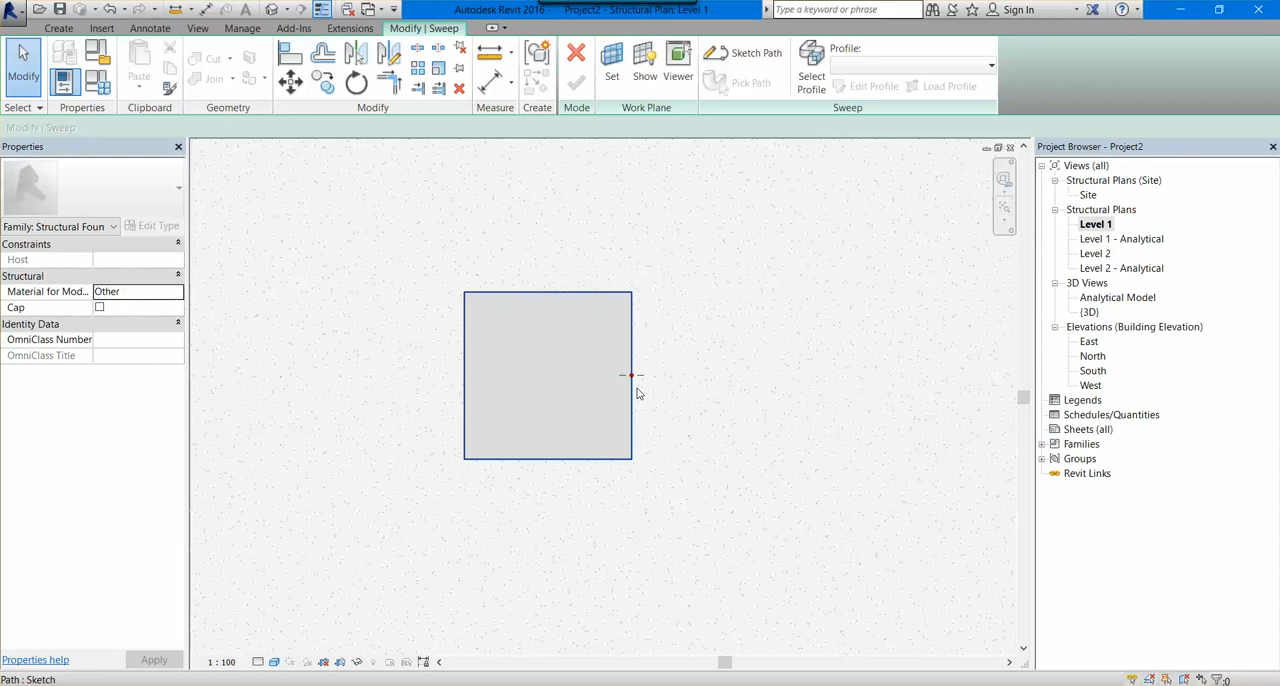 Autodesk Revit 2016 - Project2 - Structural Plan: Level 1
Type a keyword or phrase
Sign In
Create Insert Annotate View Manage Add-Ins Extensions Modify | Sweep
Modify
Paste
Cut
Join
Set Show Viewer
Sketch Path
Pick Path
Select Profile
Profile:
Edit Profile Load Profile
Select Properties Clipboard Geometry Modify Measure Create Mode Work Plane Sweep
Modify | Sweep
Properties
Family: Structural Foun
Edit Type
Constraints
Host
Structural
Material for Mod... Other
Cap
Identity Data
OmniClass Number
OmniClass Title
Properties help
Apply
1 : 100
Project Browser - Project2
Views (all)
Structural Plans (Site)
Site
Structural Plans
Level 1
Level 1 - Analytical
Level 2
Level 2 - Analytical
3D Views
Analytical Model
{3D}
Elevations (Building Elevation)
East
North
South
West
Legends
Schedules/Quantities
Sheets (all)
Families
Groups
Revit Links
Path : Sketch
:0